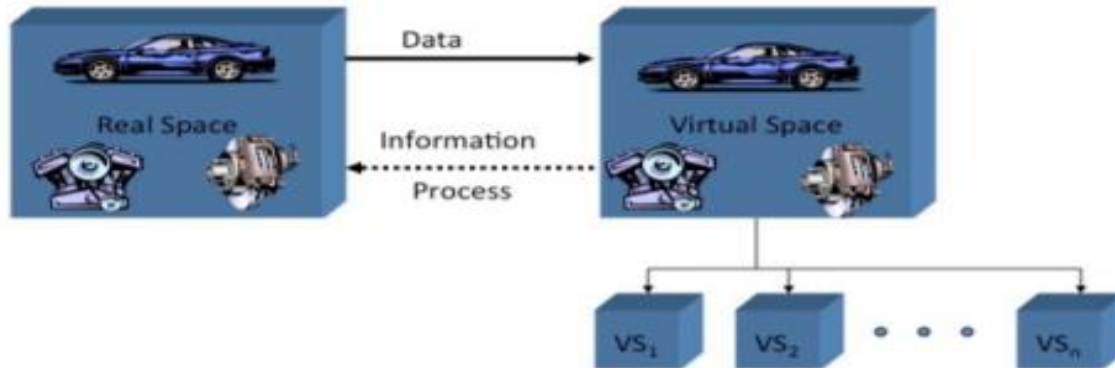 Data
Real Space
Virtual Space
Information
Process
VS₁
VS₂
VSₙ